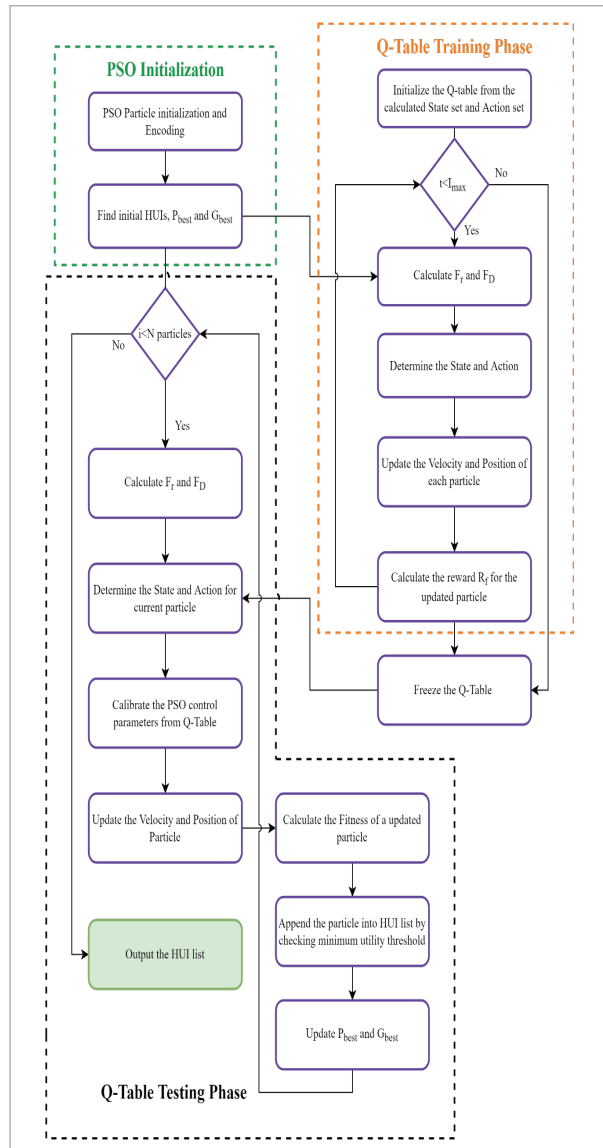 PSO Initialization
PSO Particle initialization and
Encoding
Find initial HUIs, Pbest and Gbest
Q-Table Training Phase
Initialize the Q-table from the
calculated State set and Action set
t<Imax
No
Yes
Calculate Fr and FD
Determine the State and Action
Update the Velocity and Position of
each particle
Calculate the reward Rf for the
updated particle
Freeze the Q-Table
i<N particles
No
Yes
Calculate Fr and FD
Determine the State and Action for
current particle
Calibrate the PSO control
parameters from Q-Table
Update the Velocity and Position of
Particle
Output the HUI list
Calculate the Fitness of a updated
particle
Append the particle into HUI list by
checking minimum utility threshold
Update Pbest and Gbest
Q-Table Testing Phase